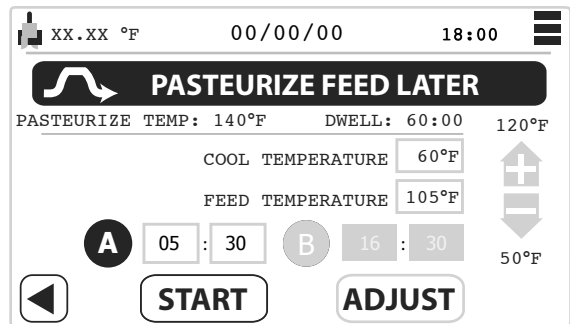 XX.XX °F 00/00/00 18:00
PASTEURIZE FEED LATER
PASTEURIZE TEMP: 140°F DWELL: 60:00
120°F
COOL TEMPERATURE 60°F
FEED TEMPERATURE 105°F
A 05 : 30 B 16 : 30
50°F
START ADJUST